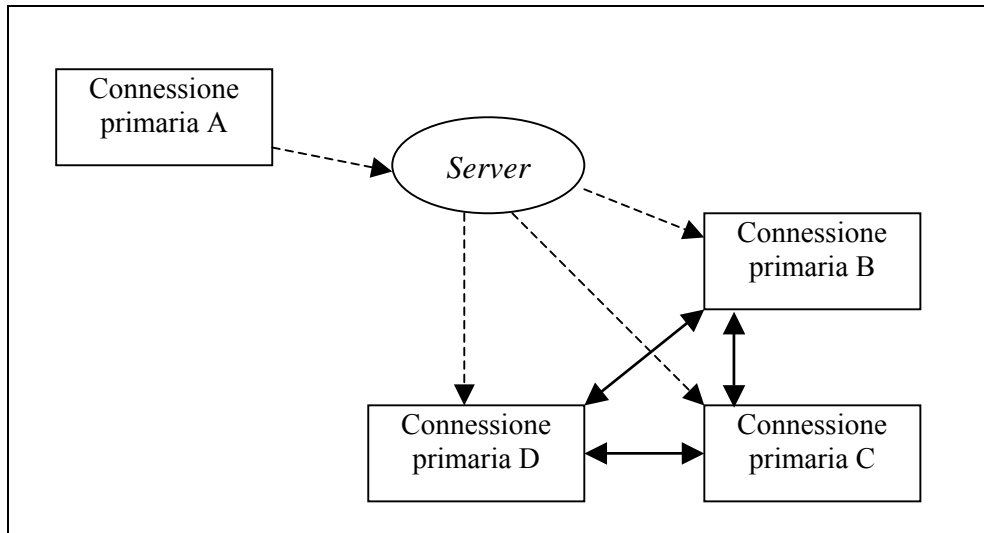 Connessione
primaria A
Server
Connessione
primaria B
Connessione
primaria D
Connessione
primaria C